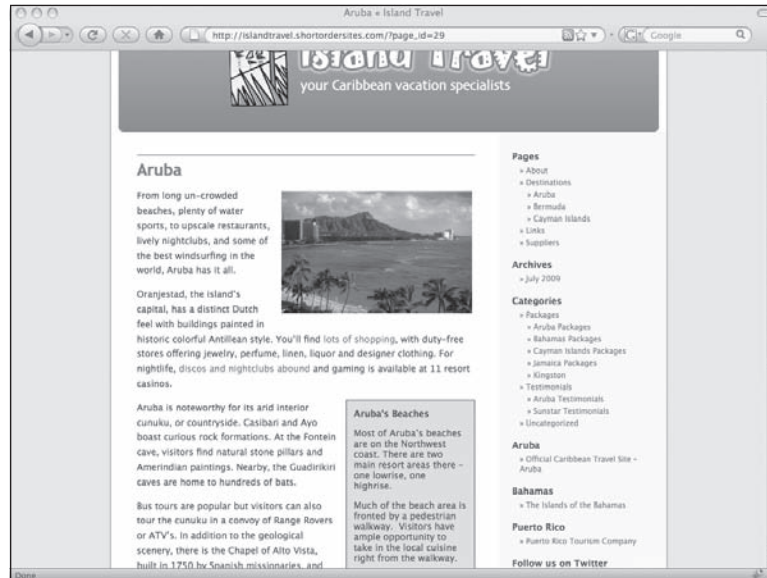 Aruba « Island Travel
http://islandtravel.shortordersites.com/?page_id=29
Google
Island Travel
your Caribbean vacation specialists
Aruba
From long un-crowded
beaches, plenty of water
sports, to upscale restaurants,
lively nightclubs, and some of
the best windsurfing in the
world, Aruba has it all.
Oranjestad, the island's
capital, has a distinct Dutch
feel with buildings painted in
historic colorful Antillean style. You'll find lots of shopping, with duty-free
stores offering jewelry, perfume, linen, liquor and designer clothing. For
nightlife, discos and nightclubs abound and gaming is available at 11 resort
casinos.
Aruba is noteworthy for its arid interior
cunuku, or countryside. Casibari and Ayo
boast curious rock formations. At the Fontein
cave, visitors find natural stone pillars and
Amerindian paintings. Nearby, the Guadirikiri
caves are home to hundreds of bats.
Bus tours are popular but visitors can also
tour the cunuku in a convoy of Range Rovers
or ATV's. In addition to the geological
scenery, there is the Chapel of Alto Vista,
built in 1750 by Spanish missionaries, and
Aruba's Beaches
Most of Aruba's beaches
are on the Northwest
coast. There are two
main resort areas there -
one lowrise, one
highrise.
Much of the beach area is
fronted by a pedestrian
walkway. Visitors have
ample opportunity to
take in the local cuisine
right from the walkway.
Pages
» About
» Destinations
» Aruba
» Bermuda
» Cayman Islands
» Links
» Suppliers
Archives
» July 2009
Categories
» Packages
» Aruba Packages
» Bahamas Packages
» Cayman Islands Packages
» Jamaica Packages
» Kingston
» Testimonials
» Aruba Testimonials
» Sunstar Testimonials
» Uncategorized
Aruba
» Official Caribbean Travel Site -
Aruba
Bahamas
» The Islands of the Bahamas
Puerto Rico
» Puerto Rico Tourism Company
Follow us on Twitter
Done